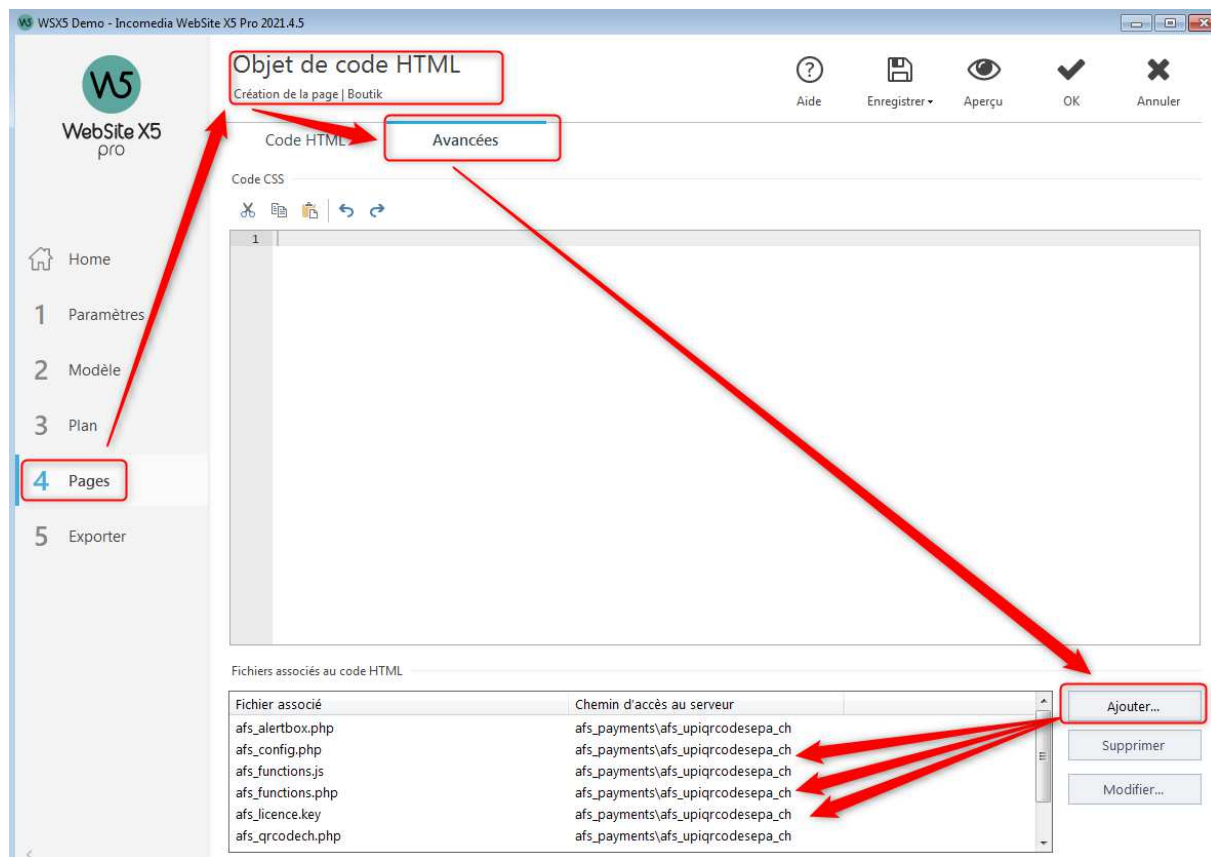 WSX5 Demo - Incomedia WebSite X5 Pro 2021.4.5
W5
WebSite X5
pro
Objet de code HTML
Création de la page | Boutik
Aide
Enregistrer
Aperçu
OK
Annuler
Code HTML
Avancées
Code CSS
1
Home
1 Paramètres
2 Modèle
3 Plan
4 Pages
5 Exporter
Fichiers associés au code HTML
Fichier associé Chemin d'accès au serveur
afs_alertbox.php afs_payments\afs_upiqrcodesepa_ch
afs_config.php afs_payments\afs_upiqrcodesepa_ch
afs_functions.js afs_payments\afs_upiqrcodesepa_ch
afs_functions.php afs_payments\afs_upiqrcodesepa_ch
afs_licence.key afs_payments\afs_upiqrcodesepa_ch
afs_qrcodech.php afs_payments\afs_upiqrcodesepa_ch
Ajouter...
Supprimer
Modifier...